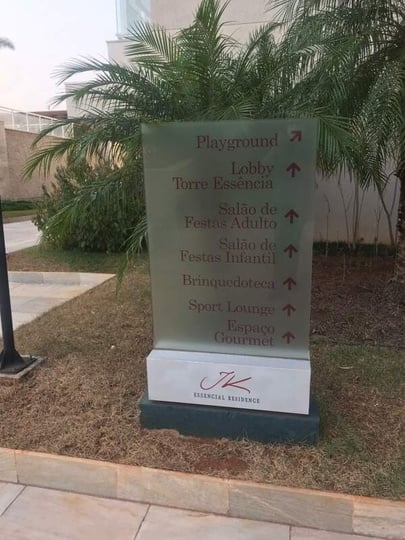 Playground
Lobby
Torre Essência
Salão de
Festas Adulto
Salão de
Festas Infantil
Brinquedoteca
Sport Lounge
Espaço
Gourmet
JK
ESSENCIAL RESIDENCE